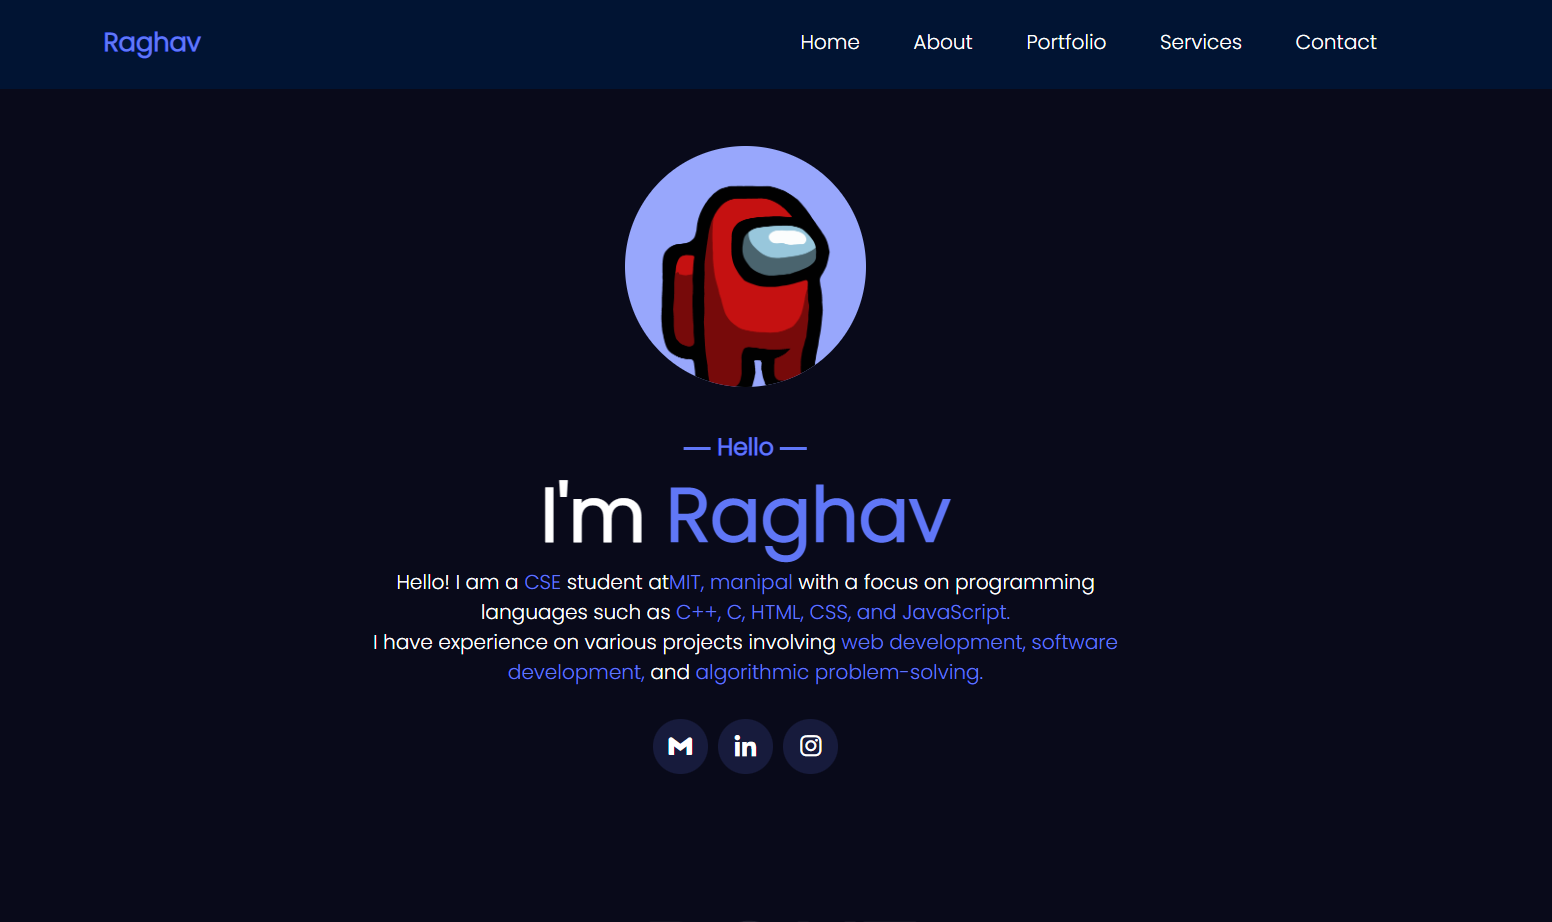 Raghav
Home About Portfolio Services Contact
— Hello —
I'm Raghav
Hello! I am a CSE student atMIT, manipal with a focus on programming
languages such as C++, C, HTML, CSS, and JavaScript.
I have experience on various projects involving web development, software
development, and algorithmic problem-solving.
in